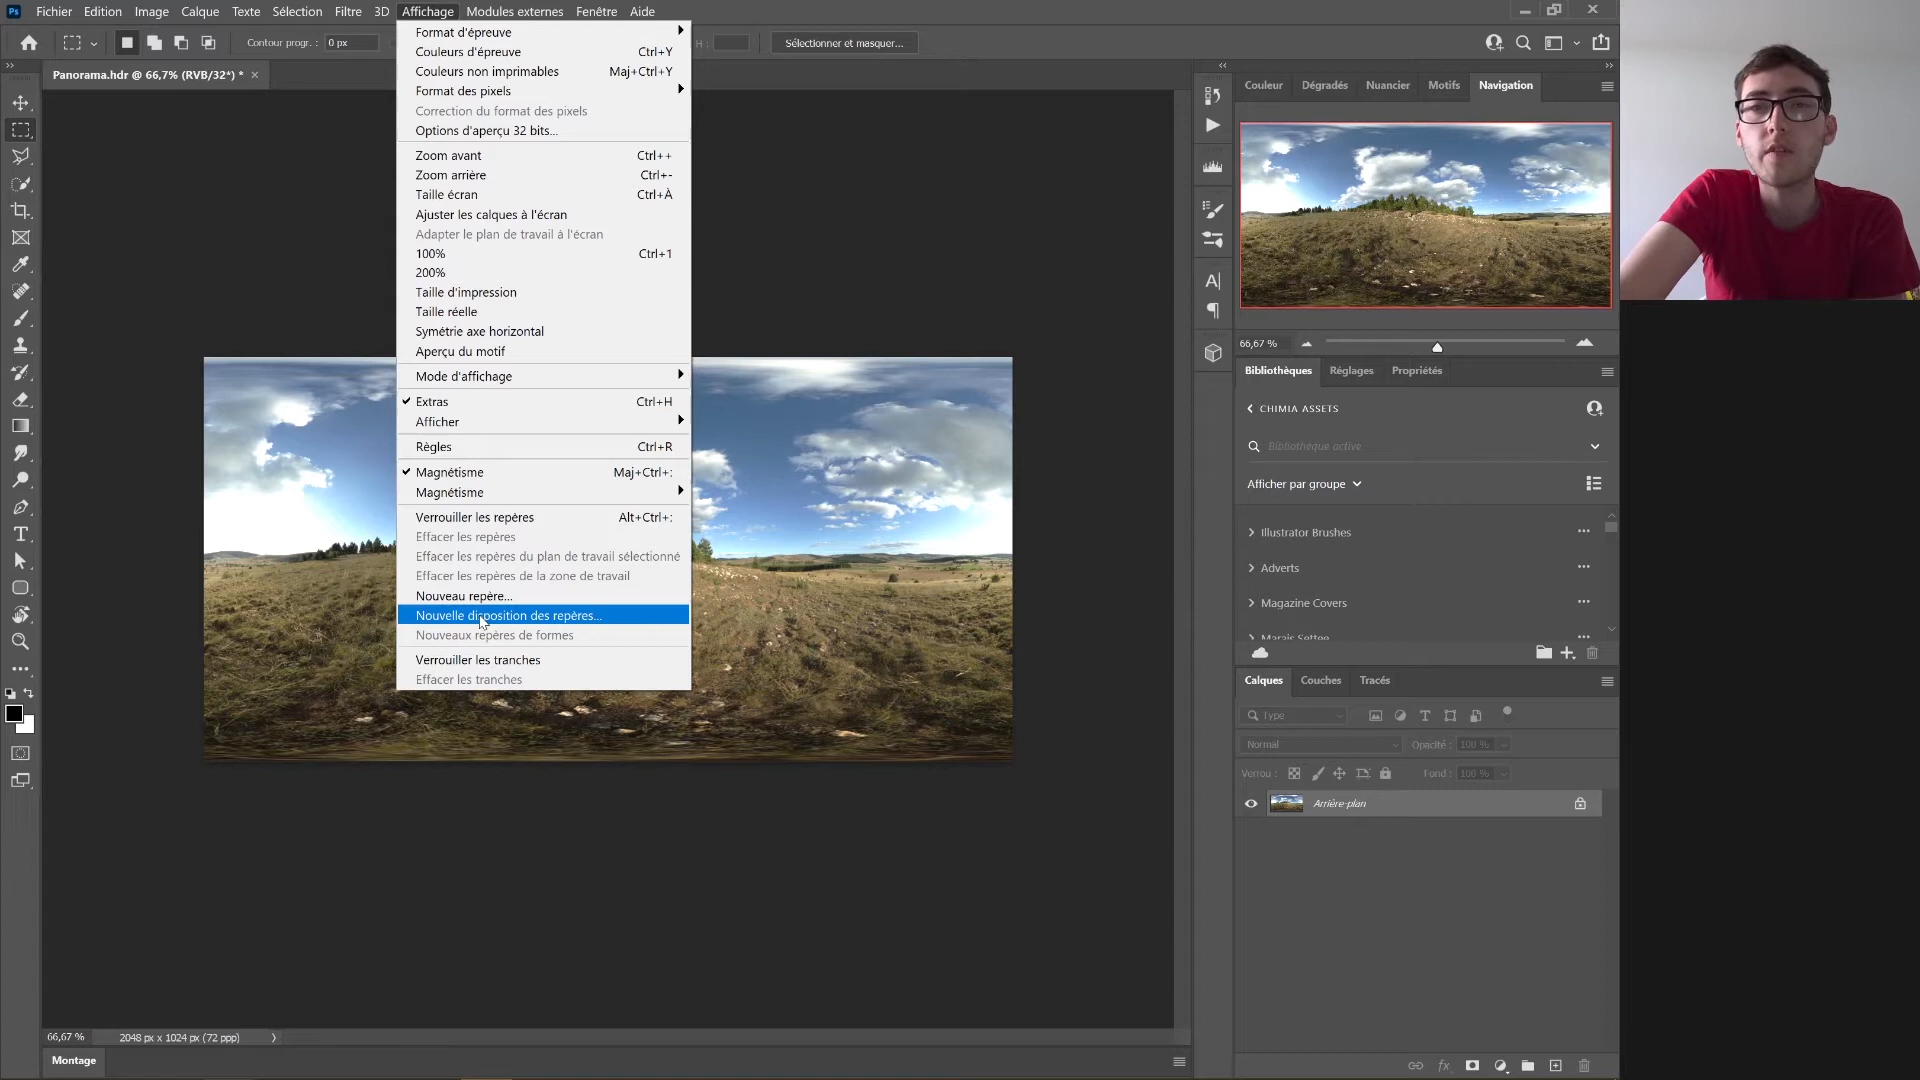 Ps Fichier Edition Image Calque Texte Sélection Filtre 3D Affichage Modules externes Fenêtre Aide
Contour progr. : 0 px H : Sélectionner et masquer...
Panorama.hdr @ 66,7% (RVB/32*) * ×
Format d'épreuve
Couleurs d'épreuve Ctrl+Y
Couleurs non imprimables Maj+Ctrl+Y
Format des pixels
Correction du format des pixels
Options d'aperçu 32 bits...
Zoom avant Ctrl++
Zoom arrière Ctrl+-
Taille écran Ctrl+À
Ajuster les calques à l'écran
Adapter le plan de travail à l'écran
100% Ctrl+1
200%
Taille d'impression
Taille réelle
Symétrie axe horizontal
Aperçu du motif
Mode d'affichage
Extras Ctrl+H
Afficher
Règles Ctrl+R
Magnétisme Maj+Ctrl+:
Magnétisme
Verrouiller les repères Alt+Ctrl+:
Effacer les repères
Effacer les repères du plan de travail sélectionné
Effacer les repères de la zone de travail
Nouveau repère...
Nouvelle disposition des repères...
Nouveaux repères de formes
Verrouiller les tranches
Effacer les tranches
Couleur Dégradés Nuancier Motifs Navigation
66,67 %
Bibliothèques Réglages Propriétés
CHIMIA ASSETS
Bibliothèque active
Afficher par groupe
Illustrator Brushes
Adverts
Magazine Covers
Marais Settee
Calques Couches Tracés
Type
Normal Opacité : 100 %
Verrou : Fond : 100 %
Arrière-plan
fx
66,67 % 2048 px x 1024 px (72 ppp)
Montage